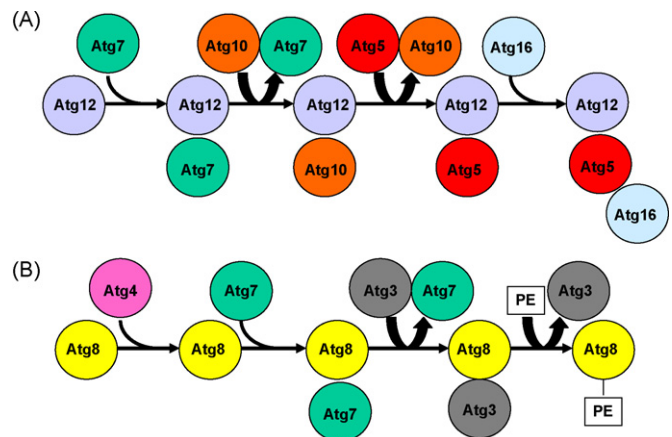 (A)
Atg7 Atg10 Atg7 Atg5 Atg10 Atg16
Atg12 Atg12 Atg12 Atg12 Atg12
Atg7 Atg10 Atg5 Atg5
Atg16
(B)
Atg4 Atg7 Atg3 Atg7 PE Atg3
Atg8 Atg8 Atg8 Atg8 Atg8
Atg7 Atg3 PE